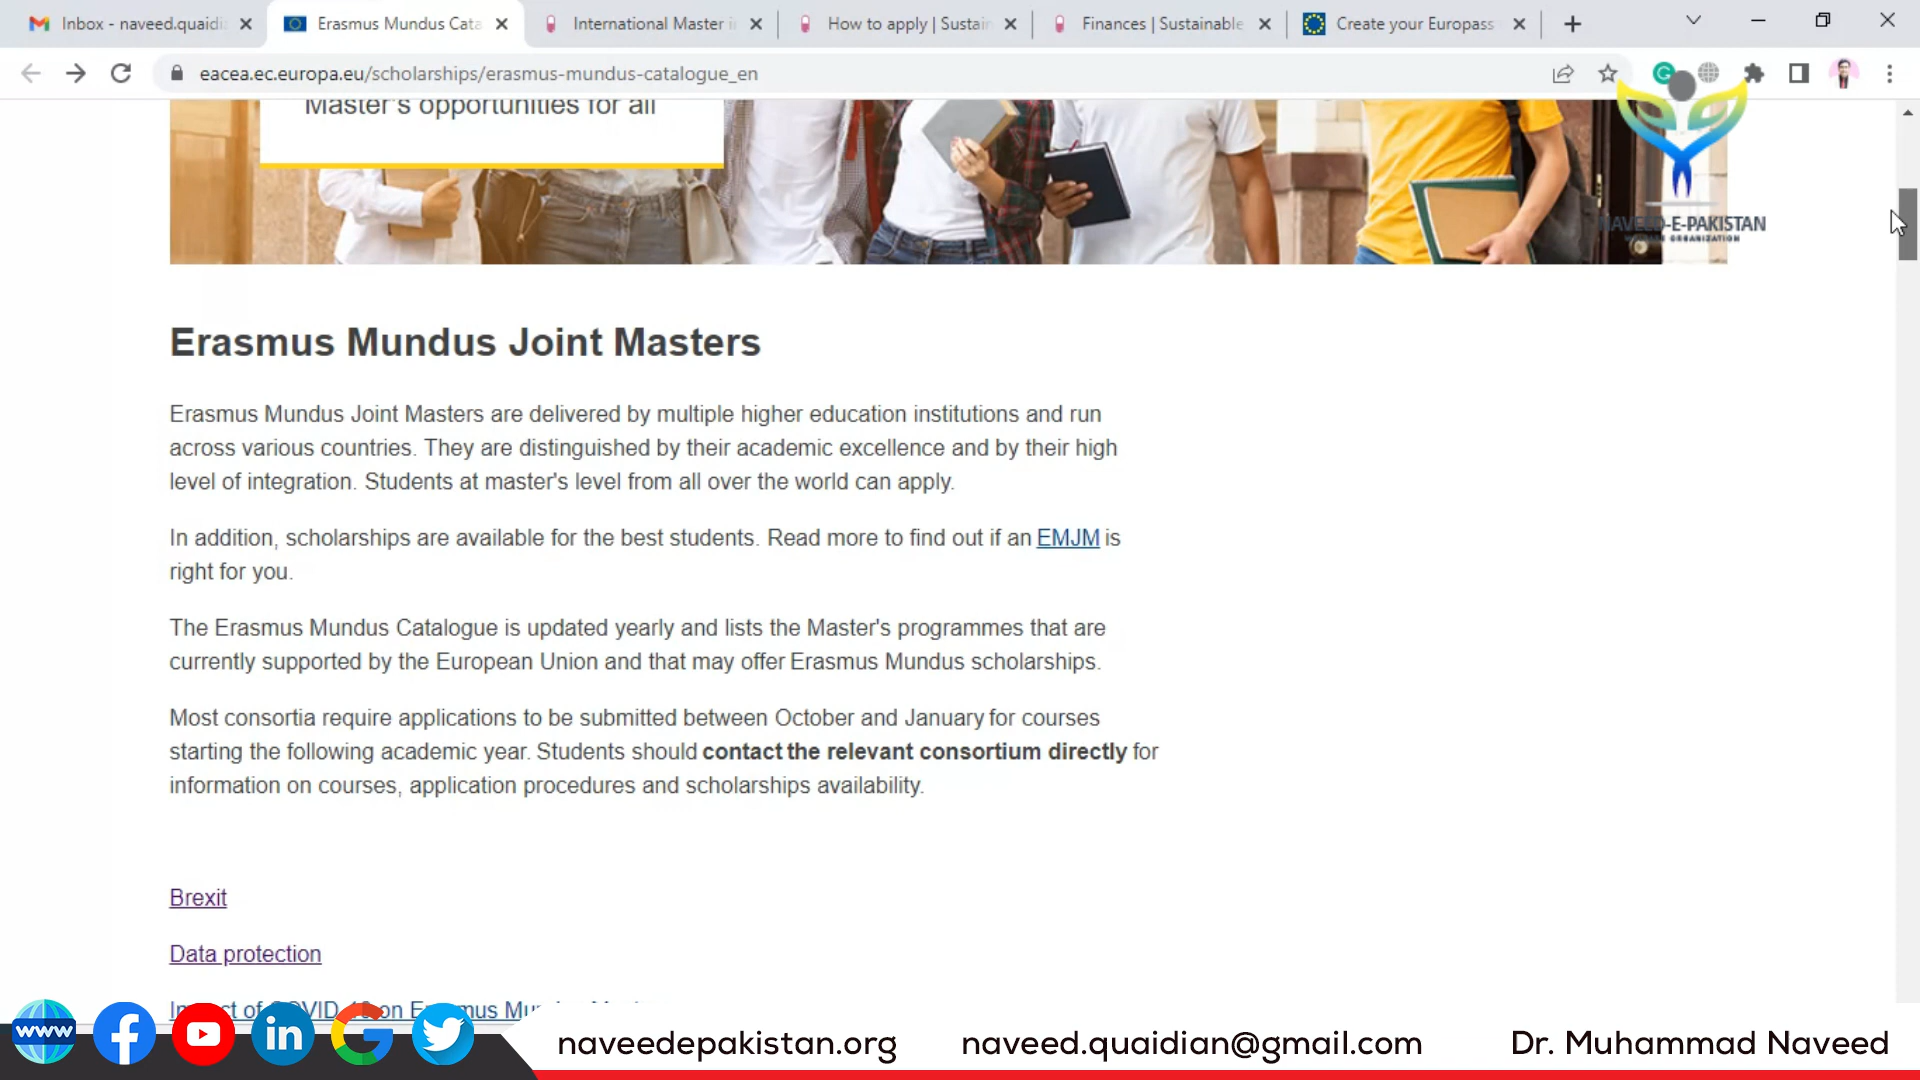 Inbox - naveed.quaidi
Erasmus Mundus Cata
International Master i
How to apply | Sustai
Finances | Sustainable
Create your Europass
eacea.ec.europa.eu/scholarships/erasmus-mundus-catalogue_en
Master's opportunities for all
NAVEED-E-PAKISTAN
ORGANIZATION
Erasmus Mundus Joint Masters
Erasmus Mundus Joint Masters are delivered by multiple higher education institutions and run
across various countries. They are distinguished by their academic excellence and by their high
level of integration. Students at master's level from all over the world can apply.
In addition, scholarships are available for the best students. Read more to find out if an EMJM is
right for you.
The Erasmus Mundus Catalogue is updated yearly and lists the Master's programmes that are
currently supported by the European Union and that may offer Erasmus Mundus scholarships.
Most consortia require applications to be submitted between October and January for courses
starting the following academic year. Students should contact the relevant consortium directly for
information on courses, application procedures and scholarships availability.
Brexit
Data protection
Impact of COVID-19 on Erasmus Mundus
www
in
naveedepakistan.org
naveed.quaidian@gmail.com
Dr. Muhammad Naveed